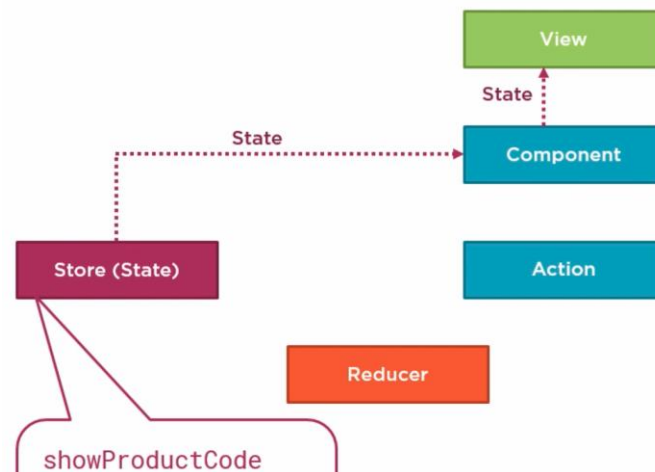 View
State
State
Component
Store (State)
Action
Reducer
showProductCode